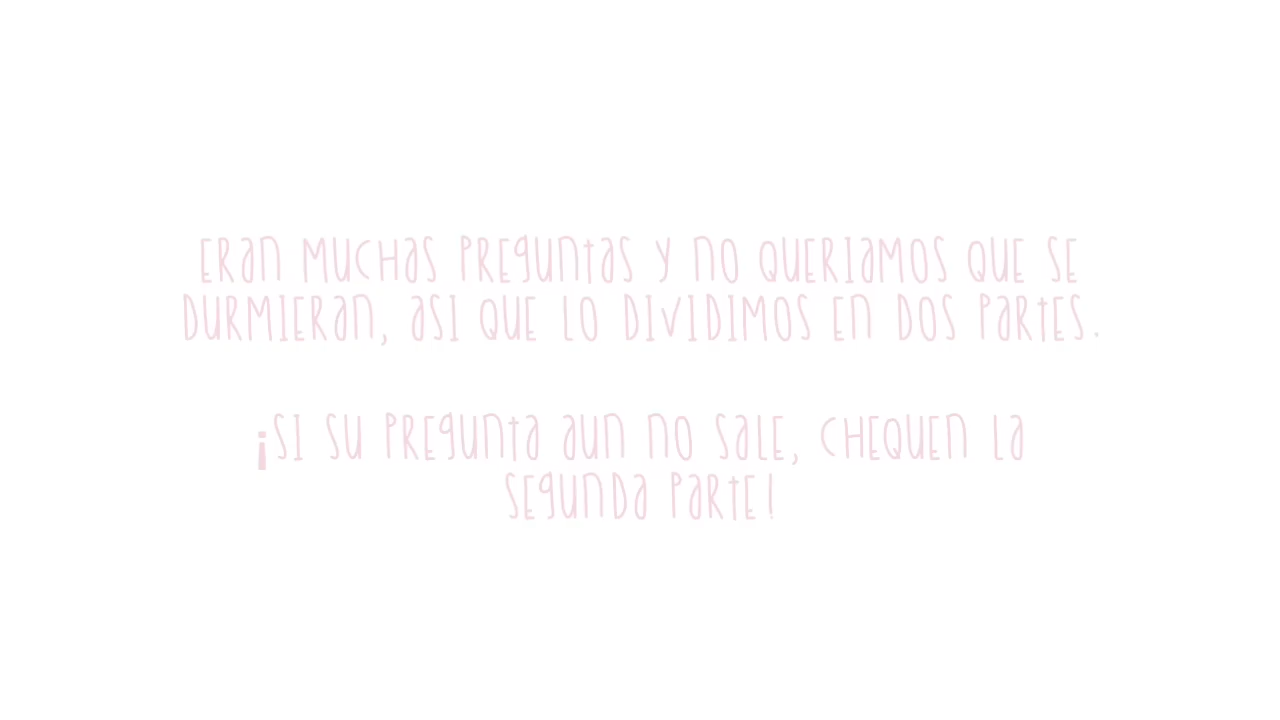 ERAN MUCHAS PREGUNTAS Y NO QUERIAMOS QUE SE
DURMIERAN, ASI QUE LO DIVIDIMOS EN DOS PARTES.
¡SI SU PREGUNTA AUN NO SALE, CHEQUEN LA
SEGUNDA PARTE!